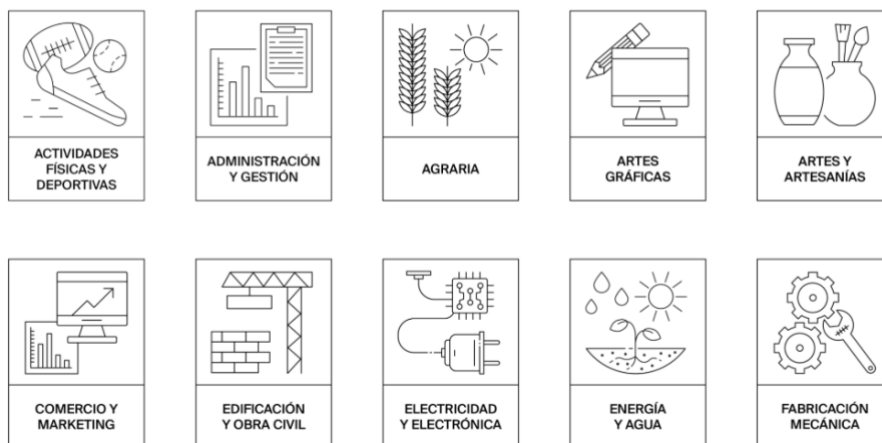 ACTIVIDADES
FÍSICAS Y
DEPORTIVAS
ADMINISTRACIÓN
Y GESTIÓN
AGRARIA
ARTES
GRÁFICAS
ARTES Y
ARTESANÍAS
COMERCIO Y
MARKETING
EDIFICACIÓN
Y OBRA CIVIL
ELECTRICIDAD
Y ELECTRÓNICA
ENERGÍA
Y AGUA
FABRICACIÓN
MECÁNICA